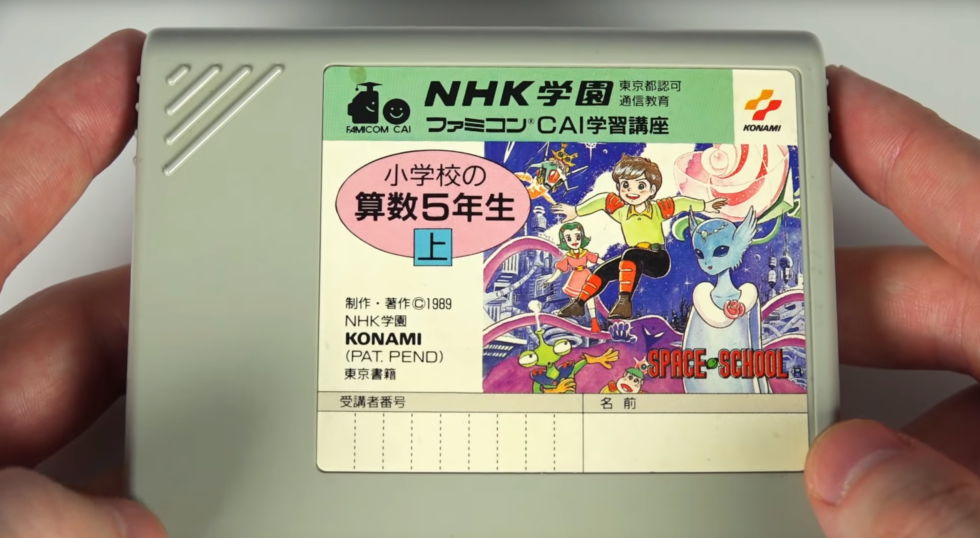 NHK学園 東京都認可
通信教育
FAMICOM CAI
ファミコン® CAI学習講座
KONAMI
小学校の
算数5年生
上
制作・著作©1989
NHK学園
KONAMI
(PAT. PEND)
東京書籍
SPACE SCHOOL
受講者番号
名 前